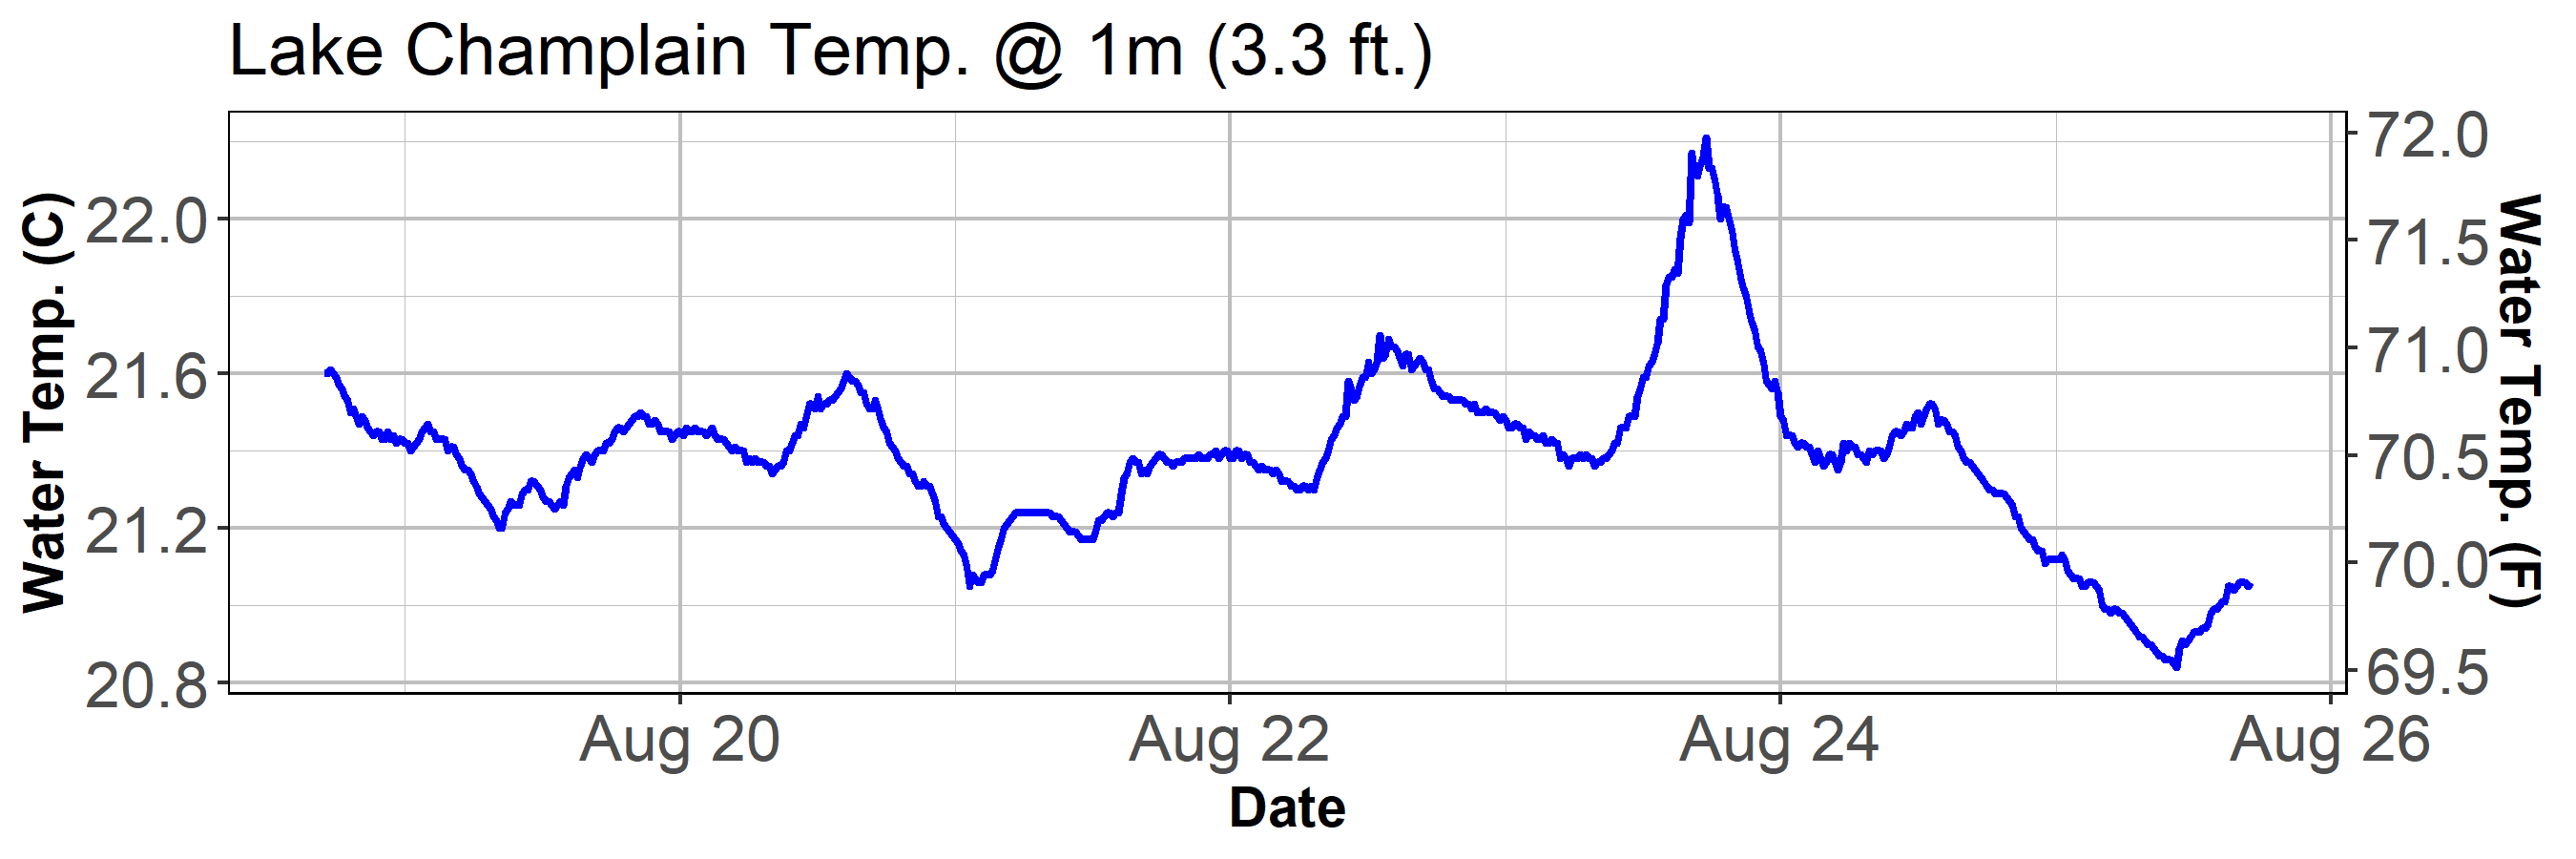 Lake Champlain Temp. @ 1m (3.3 ft.)
Water Temp. (C)
22.0
21.6
21.2
20.8
72.0
71.5
71.0
70.5
70.0
69.5
Water Temp. (F)
Aug 20 Aug 22 Aug 24 Aug 26
Date